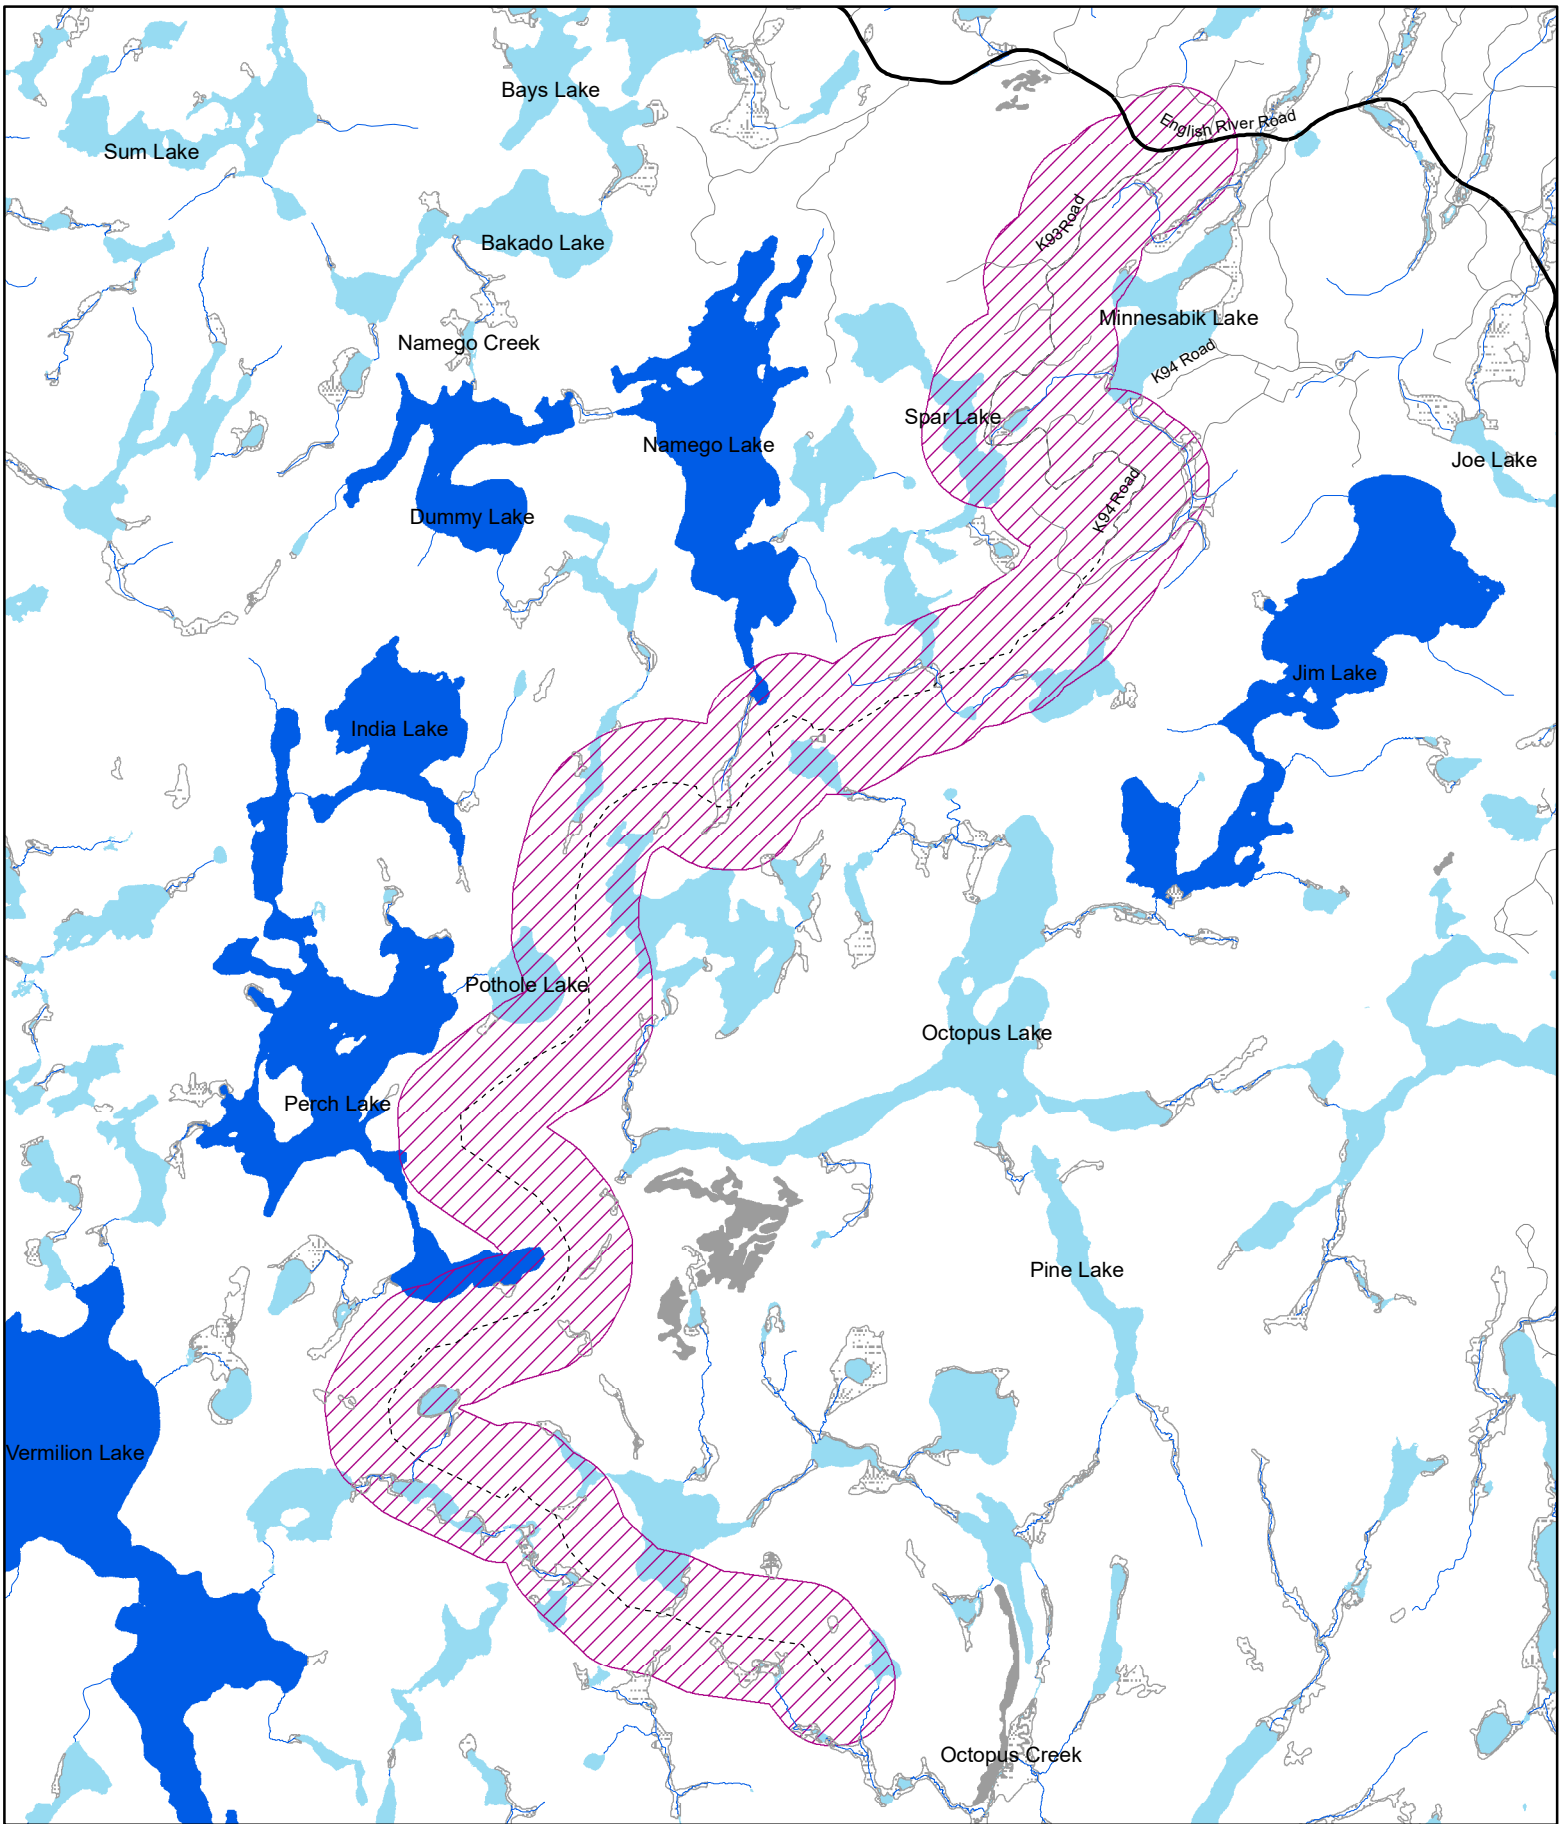 Bays Lake
English River Road
Sum Lake
K93 Road
Bakado Lake
Minnesabik Lake
Namego Creek
K94 Road
Spar Lake
Namego Lake
Joe Lake
K94 Road
Dummy Lake
Jim Lake
India Lake
Pothole Lake
Octopus Lake
Perch Lake
Pine Lake
Vermilion Lake
Octopus Creek